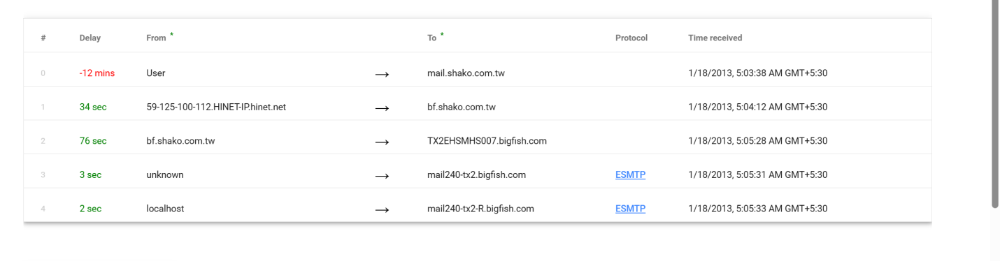 # Delay From * To * Protocol Time received
0 -12 mins User → mail.shako.com.tw 1/18/2013, 5:03:38 AM GMT+5:30
1 34 sec 59-125-100-112.HINET-IP.hinet.net → bf.shako.com.tw 1/18/2013, 5:04:12 AM GMT+5:30
2 76 sec bf.shako.com.tw → TX2EHSMHS007.bigfish.com 1/18/2013, 5:05:28 AM GMT+5:30
3 3 sec unknown → mail240-tx2.bigfish.com ESMTP 1/18/2013, 5:05:31 AM GMT+5:30
4 2 sec localhost → mail240-tx2-R.bigfish.com ESMTP 1/18/2013, 5:05:33 AM GMT+5:30